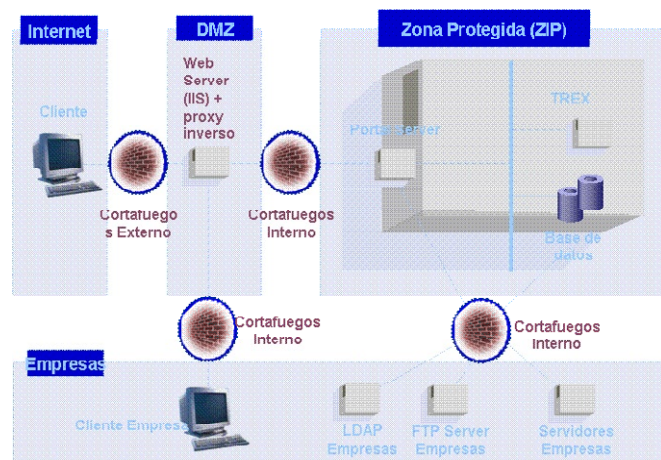 Internet
DMZ
Zona Protegida (ZIP)
Web
Server
(IIS) +
proxy
inverso
Cliente
Portal Server
TREX
Cortafuego
s Externo
Cortafuegos
Interno
Base de
datos
Cortafuegos
Interno
Cortafuegos
Interno
Empresas
Cliente Empresa
LDAP
Empresas
FTP Server
Empresas
Servidores
Empresas